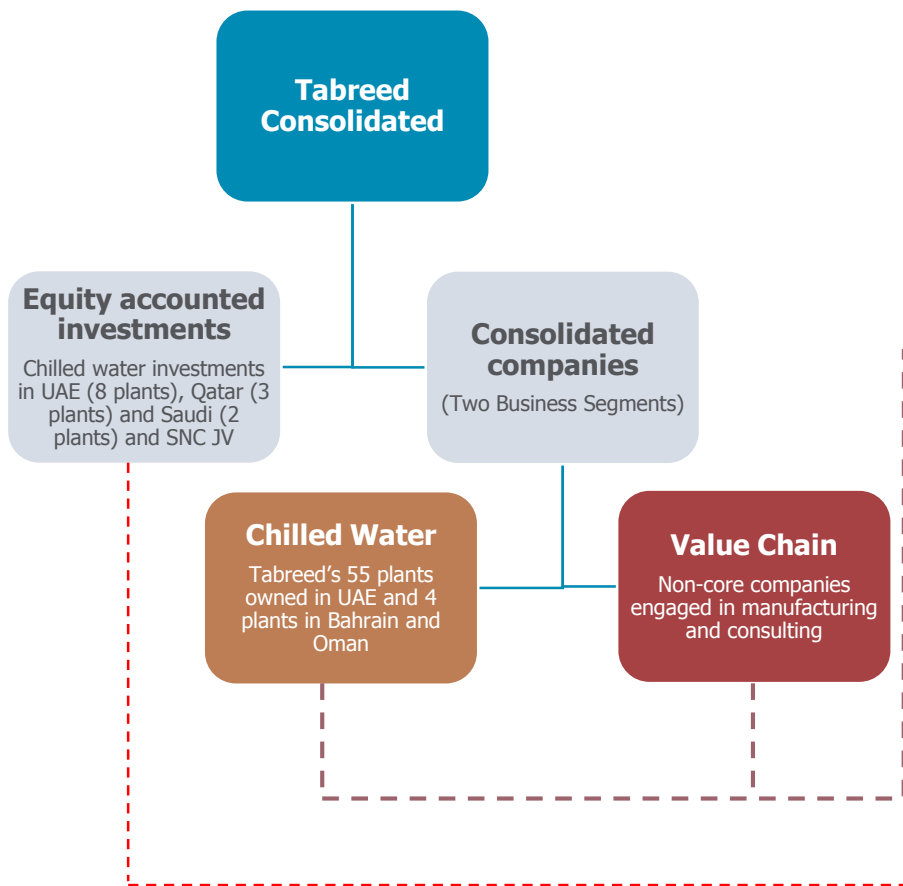 Tabreed
Consolidated
Equity accounted
investments
Chilled water investments
in UAE (8 plants), Qatar (3
plants) and Saudi (2
plants) and SNC JV
Consolidated
companies
(Two Business Segments)
Chilled Water
Tabreed’s 55 plants
owned in UAE and 4
plants in Bahrain and
Oman
Value Chain
Non-core companies
engaged in manufacturing
and consulting